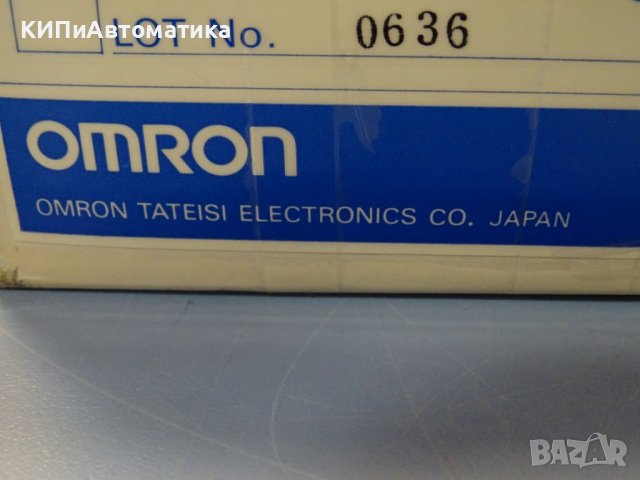 КИПиАвтоматика
LOT No. 0636
OMRON
OMRON TATEISI ELECTRONICS CO. JAPAN
BAZAR